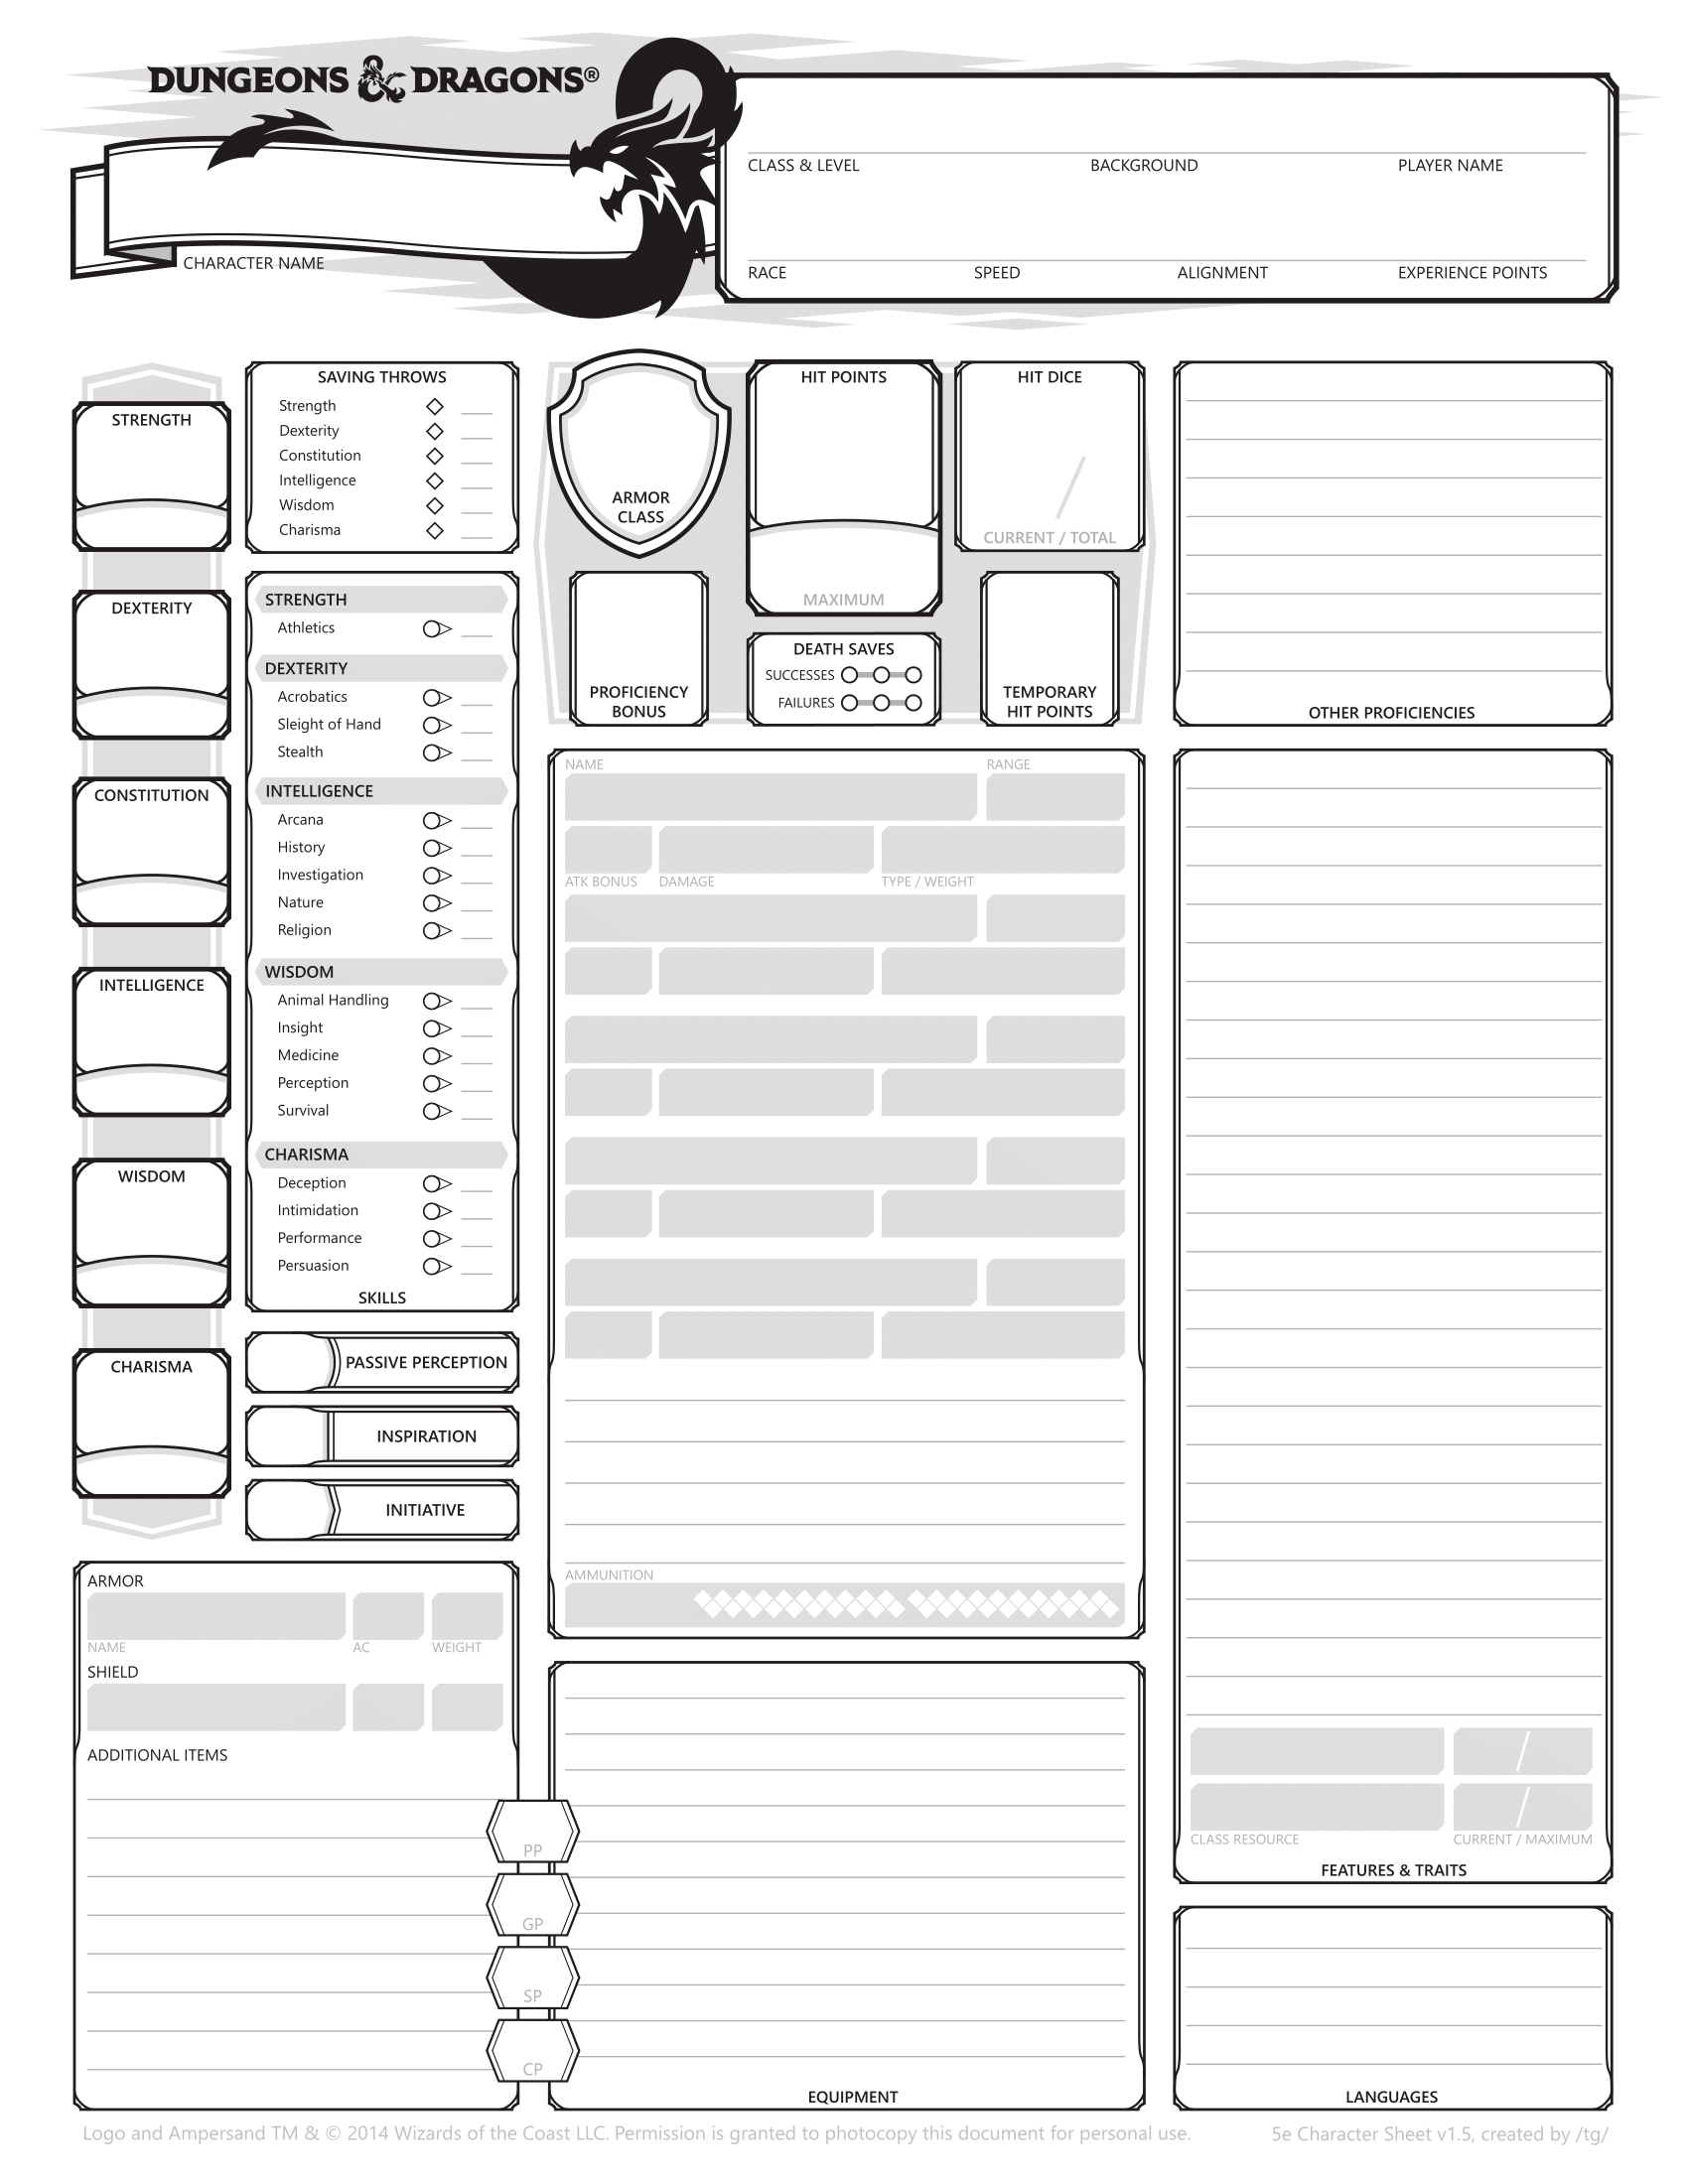 DUNGEONS & DRAGONS®
CHARACTER NAME
CLASS & LEVEL BACKGROUND PLAYER NAME
RACE SPEED ALIGNMENT EXPERIENCE POINTS
STRENGTH
DEXTERITY
CONSTITUTION
INTELLIGENCE
WISDOM
CHARISMA
SAVING THROWS
Strength
Dexterity
Constitution
Intelligence
Wisdom
Charisma
STRENGTH
Athletics
DEXTERITY
Acrobatics
Sleight of Hand
Stealth
INTELLIGENCE
Arcana
History
Investigation
Nature
Religion
WISDOM
Animal Handling
Insight
Medicine
Perception
Survival
CHARISMA
Deception
Intimidation
Performance
Persuasion
SKILLS
PASSIVE PERCEPTION
INSPIRATION
INITIATIVE
ARMOR
CLASS
HIT POINTS
MAXIMUM
HIT DICE
CURRENT / TOTAL
PROFICIENCY
BONUS
DEATH SAVES
SUCCESSES
FAILURES
TEMPORARY
HIT POINTS
NAME RANGE
ATK BONUS DAMAGE TYPE / WEIGHT
AMMUNITION
OTHER PROFICIENCIES
CLASS RESOURCE CURRENT / MAXIMUM
FEATURES & TRAITS
ARMOR
NAME AC WEIGHT
SHIELD
ADDITIONAL ITEMS
PP
GP
SP
CP
EQUIPMENT
LANGUAGES
Logo and Ampersand TM & © 2014 Wizards of the Coast LLC. Permission is granted to photocopy this document for personal use.
5e Character Sheet v1.5, created by /tg/